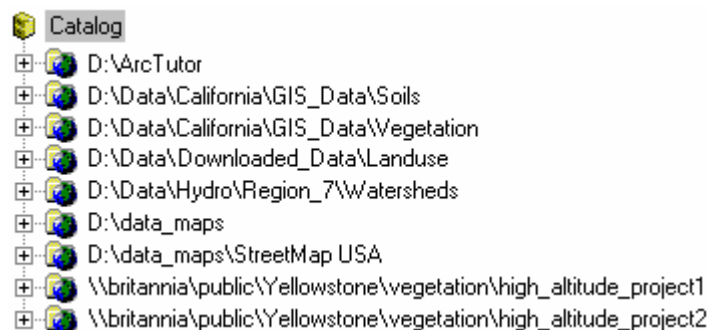 Catalog
D:\ArcTutor
D:\Data\California\GIS_Data\Soils
D:\Data\California\GIS_Data\Vegetation
D:\Data\Downloaded_Data\Landuse
D:\Data\Hydro\Region_7\Watersheds
D:\data_maps
D:\data_maps\StreetMap USA
\\britannia\public\Yellowstone\vegetation\high_altitude_project1
\\britannia\public\Yellowstone\vegetation\high_altitude_project2